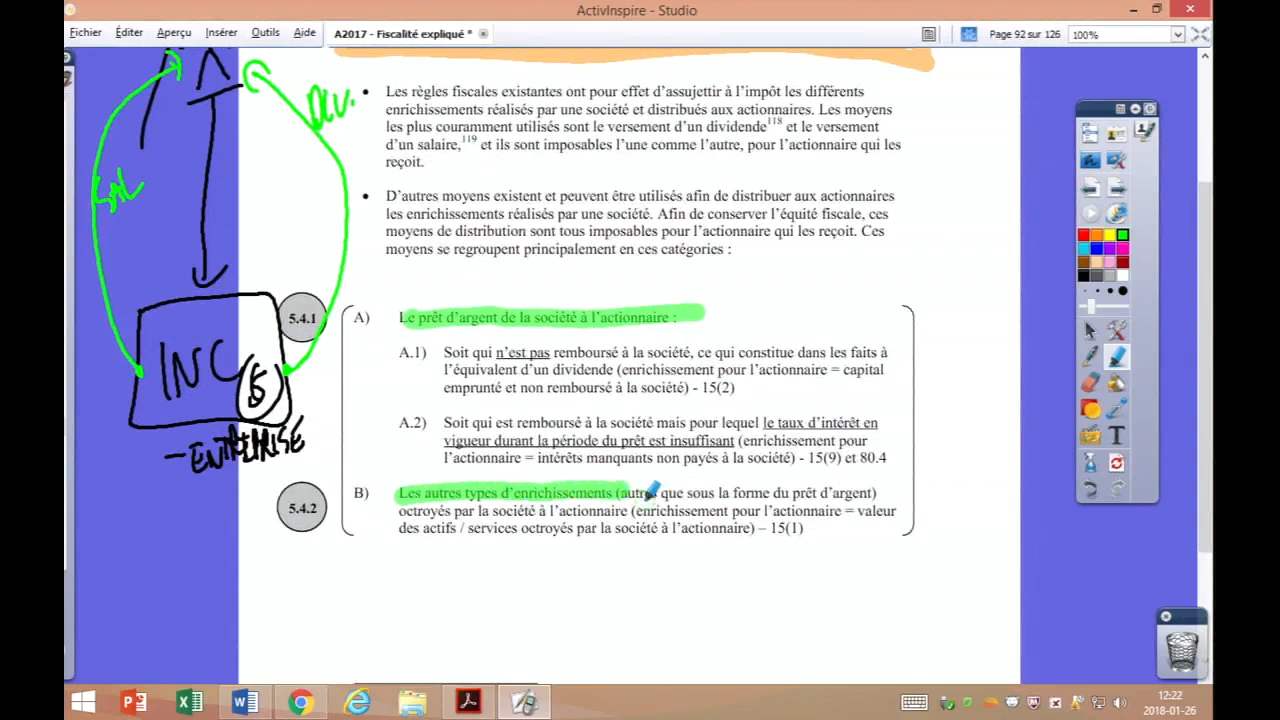 ActivInspire - Studio
Fichier Éditer Aperçu Insérer Outils Aide
A2017 - Fiscalité expliqué *
Page 92 sur 126
100%
DIV.
SAL
INC
5
- ENTREPRISE
• Les règles fiscales existantes ont pour effet d'assujettir à l'impôt les différents
enrichissements réalisés par une société et distribués aux actionnaires. Les moyens
les plus couramment utilisés sont le versement d'un dividende118 et le versement
d'un salaire,119 et ils sont imposables l'une comme l'autre, pour l'actionnaire qui les
reçoit.
• D'autres moyens existent et peuvent être utilisés afin de distribuer aux actionnaires
les enrichissements réalisés par une société. Afin de conserver l'équité fiscale, ces
moyens de distribution sont tous imposables pour l'actionnaire qui les reçoit. Ces
moyens se regroupent principalement en ces catégories :
5.4.1
A) Le prêt d'argent de la société à l'actionnaire :
A.1) Soit qui n'est pas remboursé à la société, ce qui constitue dans les faits à
l'équivalent d'un dividende (enrichissement pour l'actionnaire = capital
emprunté et non remboursé à la société) - 15(2)
A.2) Soit qui est remboursé à la société mais pour lequel le taux d'intérêt en
vigueur durant la période du prêt est insuffisant (enrichissement pour
l'actionnaire = intérêts manquants non payés à la société) - 15(9) et 80.4
5.4.2
B) Les autres types d'enrichissements (autres que sous la forme du prêt d'argent)
octroyés par la société à l'actionnaire (enrichissement pour l'actionnaire = valeur
des actifs / services octroyés par la société à l'actionnaire) – 15(1)
12:22
2018-01-26